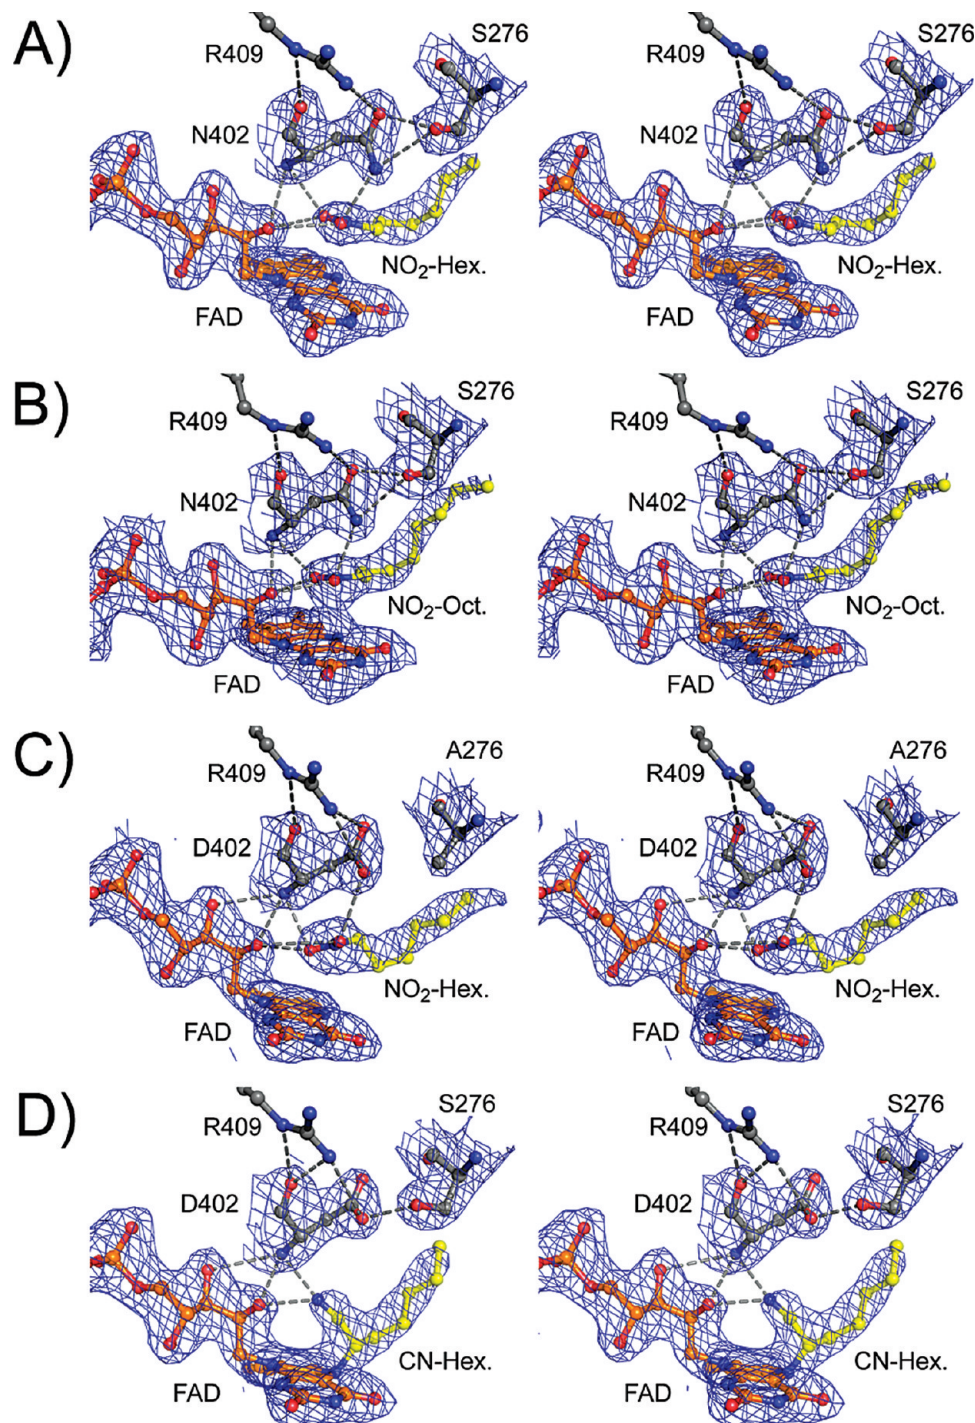 A)
R409 S276 R409 S276
N402 N402
NO₂-Hex. NO₂-Hex.
FAD FAD
B)
S276 S276
R409 R409
N402 N402
NO₂-Oct. NO₂-Oct.
FAD FAD
C)
A276 A276
R409 R409
D402 D402
NO₂-Hex. NO₂-Hex.
FAD FAD
D)
S276 S276
R409 R409
D402 D402
CN-Hex. CN-Hex.
FAD FAD